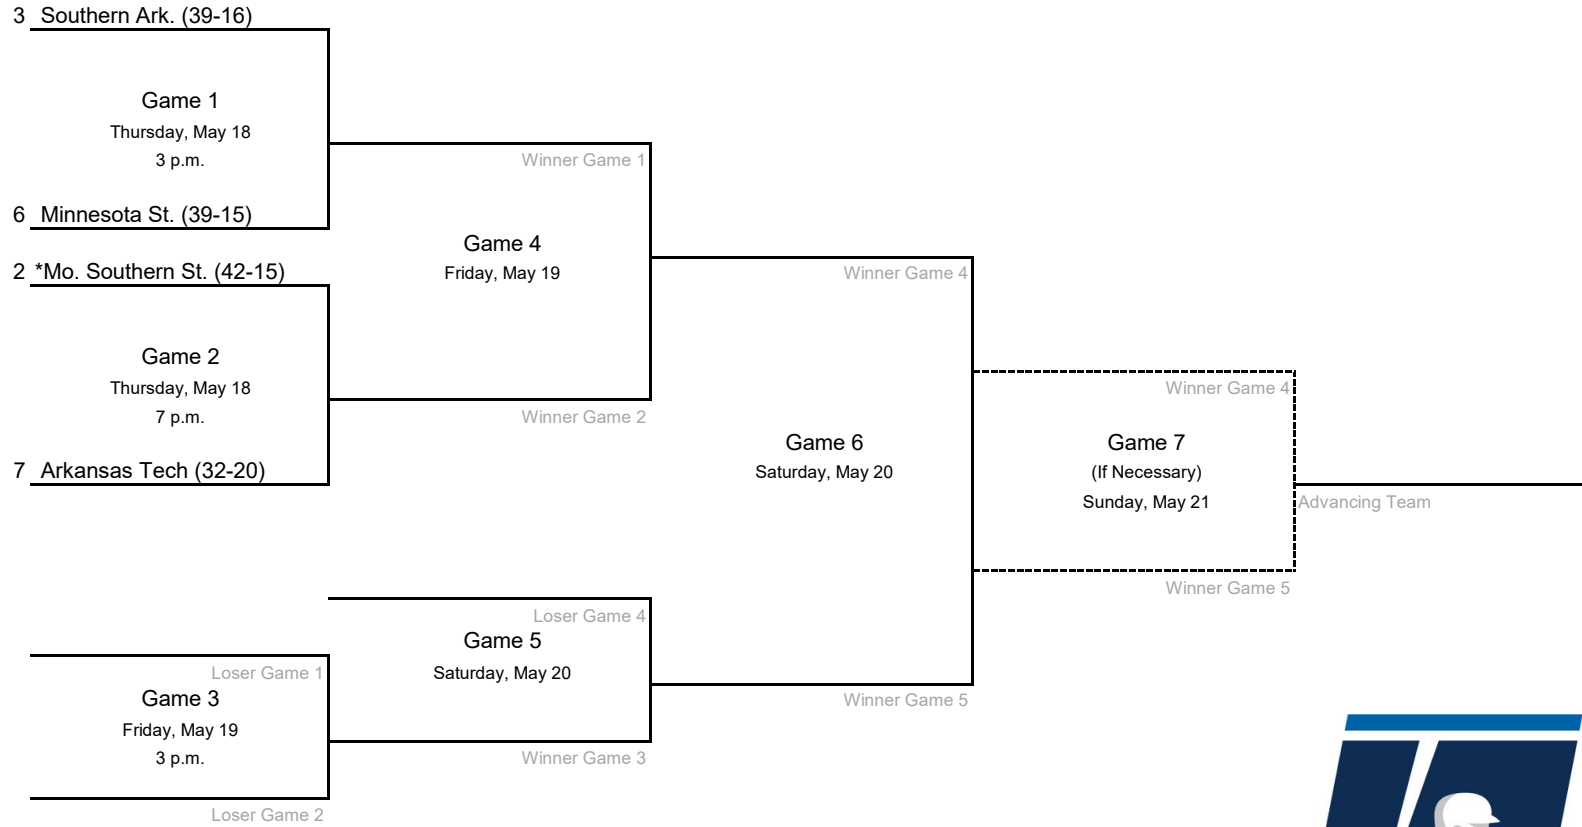 3 Southern Ark. (39-16)
Game 1
Thursday, May 18
3 p.m.
6 Minnesota St. (39-15)
2 *Mo. Southern St. (42-15)
Game 2
Thursday, May 18
7 p.m.
7 Arkansas Tech (32-20)
Loser Game 1
Game 3
Friday, May 19
3 p.m.
Loser Game 2
Winner Game 1
Game 4
Friday, May 19
Winner Game 2
Loser Game 4
Game 5
Saturday, May 20
Winner Game 3
Winner Game 4
Game 6
Saturday, May 20
Winner Game 5
Winner Game 4
Game 7
(If Necessary)
Sunday, May 21
Winner Game 5
Advancing Team